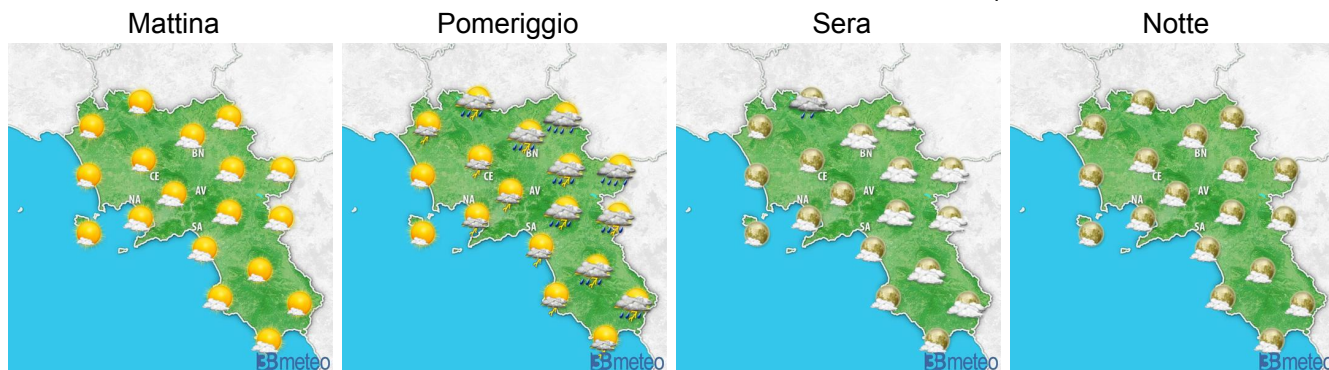 Mattina
Pomeriggio
Sera
Notte
BN
CE
AV
NA
SA
3Bmeteo
BN
CE
AV
NA
SA
3Bmeteo
BN
CE
AV
NA
SA
3Bmeteo
BN
CE
AV
NA
SA
3Bmeteo